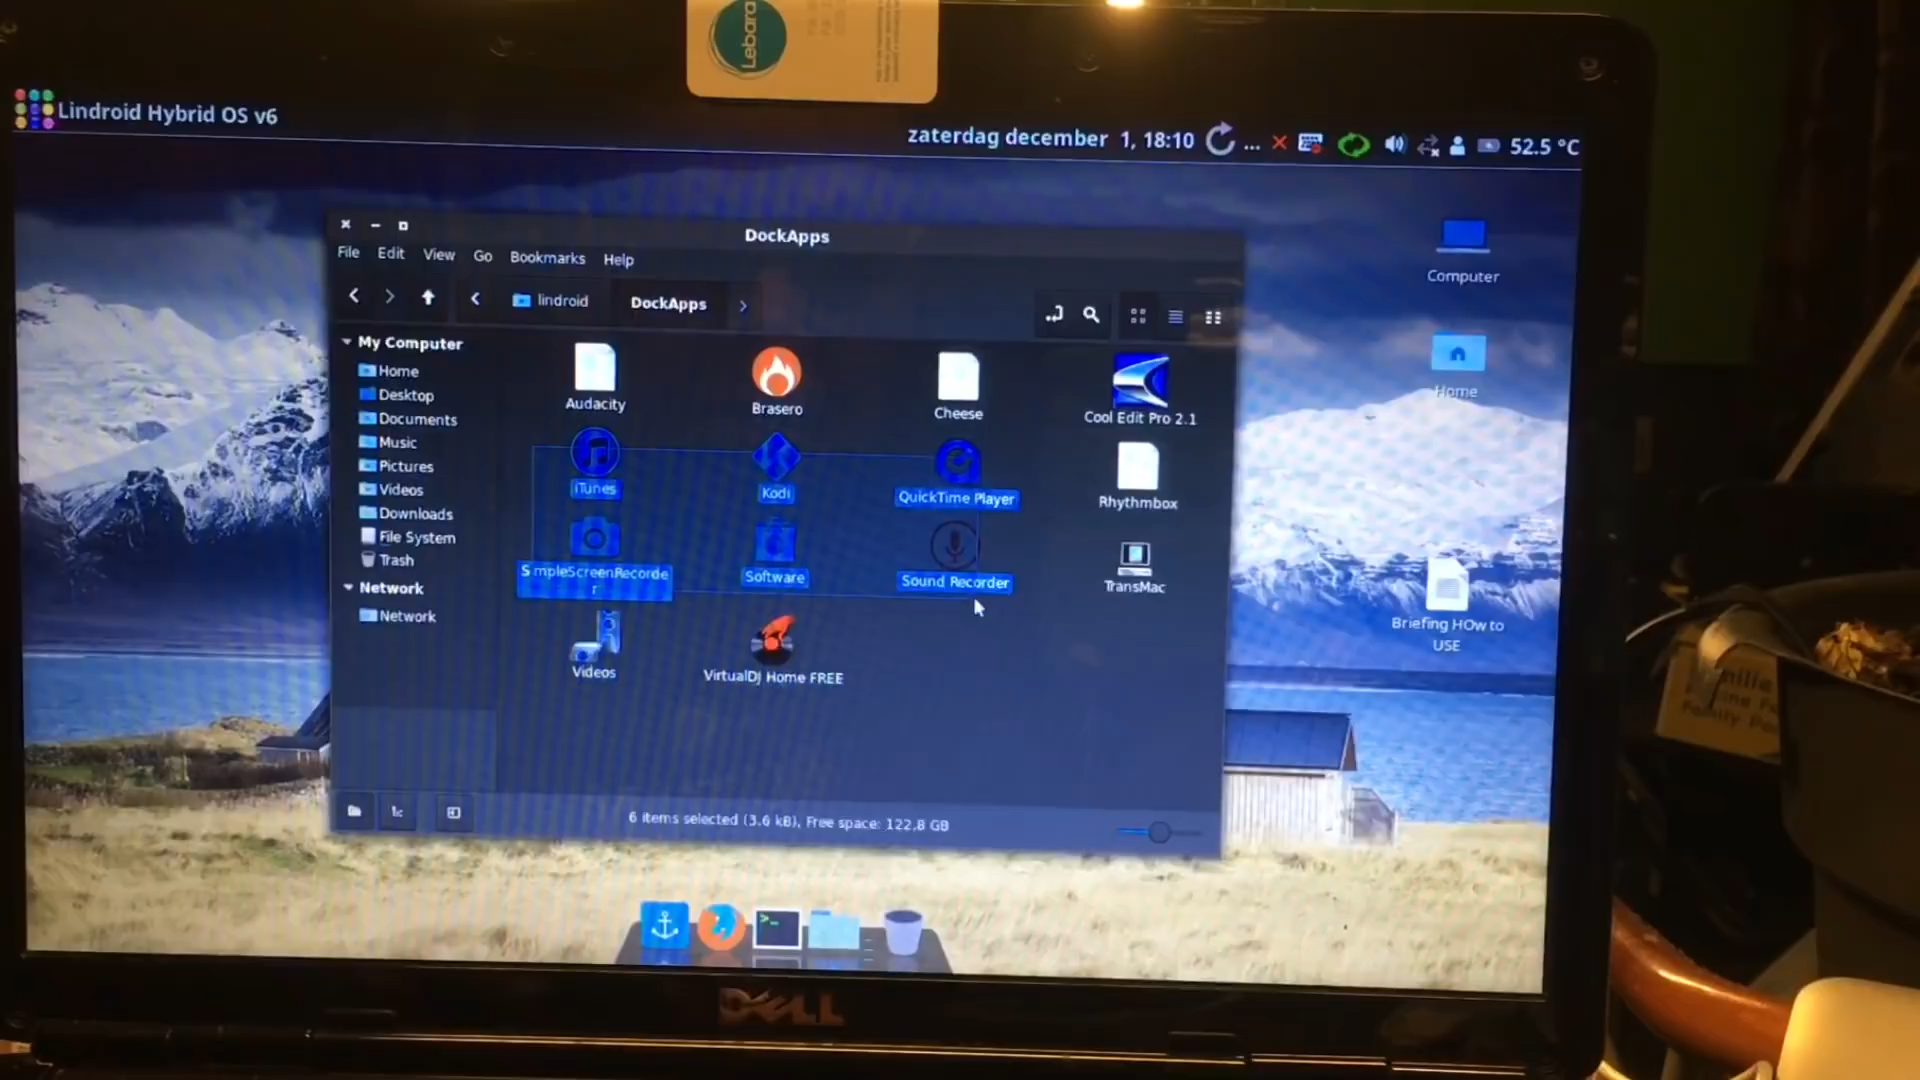 Lebara
Lindroid Hybrid OS v6
zaterdag december 1, 18:10
...
52.5 °C
DockApps
File Edit View Go Bookmarks Help
lindroid
DockApps
My Computer
Home
Desktop
Documents
Music
Pictures
Videos
Downloads
File System
Trash
Network
Network
Audacity
Brasero
Cheese
Cool Edit Pro 2.1
iTunes
Kodi
QuickTime Player
Rhythmbox
SimpleScreenRecorde
r
Software
Sound Recorder
TransMac
Videos
VirtualDJ Home FREE
6 items selected (3,6 kB), Free space: 122,8 GB
Computer
Home
Briefing HOw to
USE
>_
DELL
Family